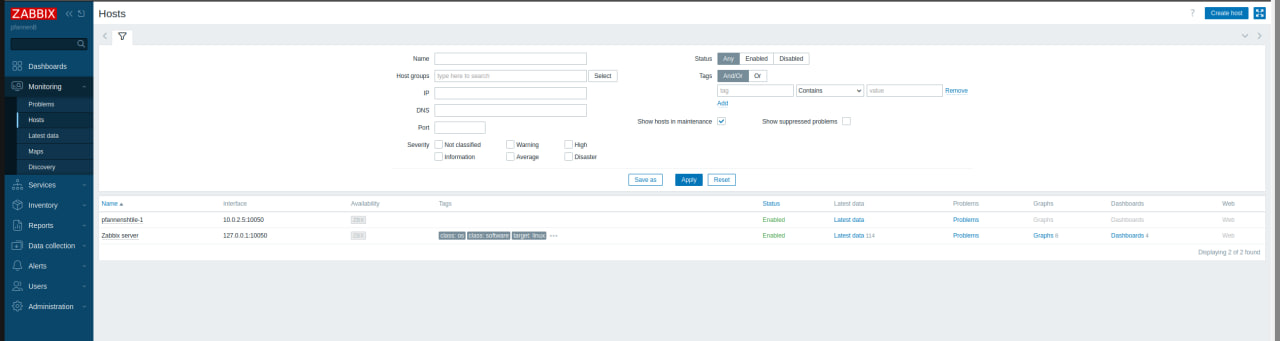 ZABBIX
Hosts
? Create host
pfannen8
Dashboards
Monitoring
Problems
Hosts
Latest data
Maps
Discovery
Services
Inventory
Reports
Data collection
Alerts
Users
Administration
Name
Host groups type here to search Select
IP
DNS
Port
Severity Not classified Warning High
Information Average Disaster
Status Any Enabled Disabled
Tags And/Or Or
tag Contains value Remove
Add
Show hosts in maintenance Show suppressed problems
Save as Apply Reset
Name Interface Availability Tags Status Latest data Problems Graphs Dashboards Web
pfannenshtile-1 10.0.2.5:10050 ZBX Enabled Latest data Problems Graphs Dashboards Web
Zabbix server 127.0.0.1:10050 ZBX class: os class: software target: linux ••• Enabled Latest data 114 Problems Graphs 8 Dashboards 4 Web
Displaying 2 of 2 found